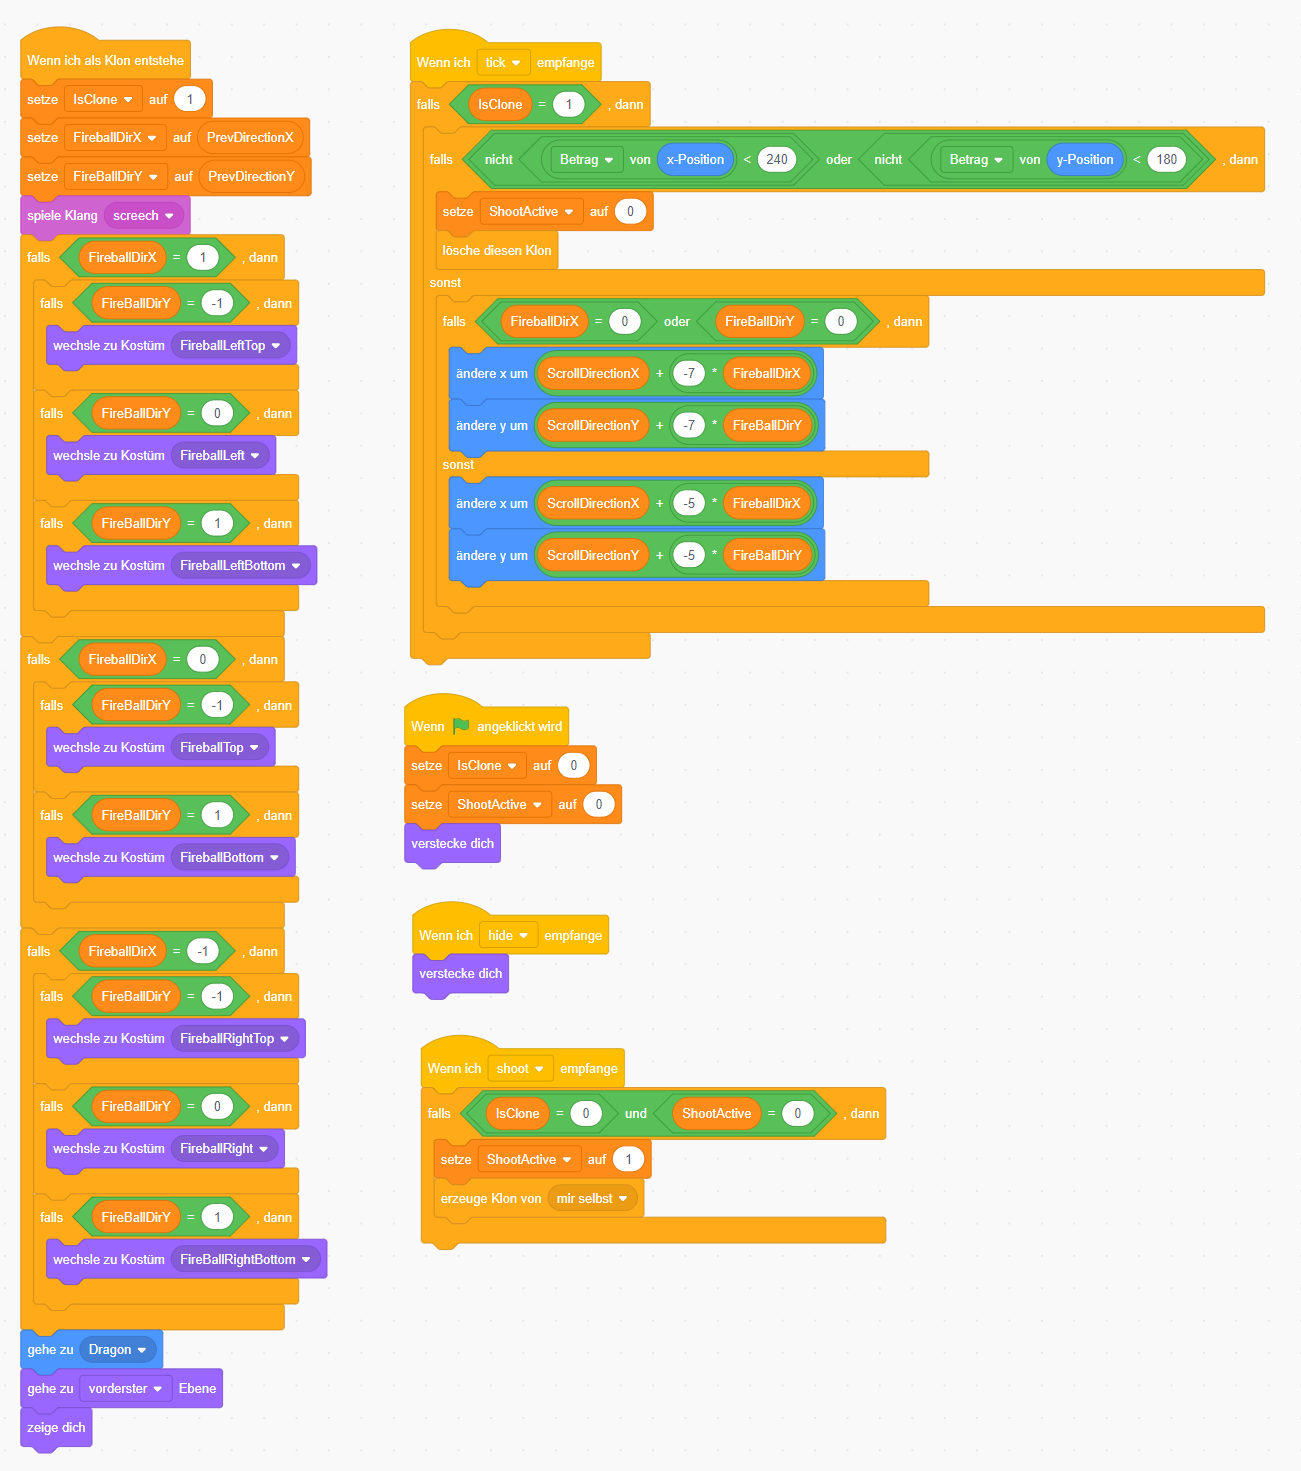 Wenn ich als Klon entstehe
setze IsClone auf 1
setze FireballDirX auf PrevDirectionX
setze FireBallDirY auf PrevDirectionY
spiele Klang screech
falls FireballDirX = 1 , dann
falls FireBallDirY = -1 , dann
wechsle zu Kostüm FireballLeftTop
falls FireBallDirY = 0 , dann
wechsle zu Kostüm FireballLeft
falls FireBallDirY = 1 , dann
wechsle zu Kostüm FireballLeftBottom
falls FireballDirX = 0 , dann
falls FireBallDirY = -1 , dann
wechsle zu Kostüm FireballTop
falls FireBallDirY = 1 , dann
wechsle zu Kostüm FireballBottom
falls FireballDirX = -1 , dann
falls FireBallDirY = -1 , dann
wechsle zu Kostüm FireballRightTop
falls FireBallDirY = 0 , dann
wechsle zu Kostüm FireballRight
falls FireBallDirY = 1 , dann
wechsle zu Kostüm FireBallRightBottom
gehe zu Dragon
gehe zu vorderster Ebene
zeige dich
Wenn ich tick empfange
falls IsClone = 1 , dann
falls nicht Betrag von x-Position < 240 oder nicht Betrag von y-Position < 180 , dann
setze ShootActive auf 0
lösche diesen Klon
sonst
falls FireballDirX = 0 oder FireBallDirY = 0 , dann
ändere x um ScrollDirectionX + -7 * FireballDirX
ändere y um ScrollDirectionY + -7 * FireBallDirY
sonst
ändere x um ScrollDirectionX + -5 * FireballDirX
ändere y um ScrollDirectionY + -5 * FireBallDirY
Wenn angeklickt wird
setze IsClone auf 0
setze ShootActive auf 0
verstecke dich
Wenn ich hide empfange
verstecke dich
Wenn ich shoot empfange
falls IsClone = 0 und ShootActive = 0 , dann
setze ShootActive auf 1
erzeuge Klon von mir selbst